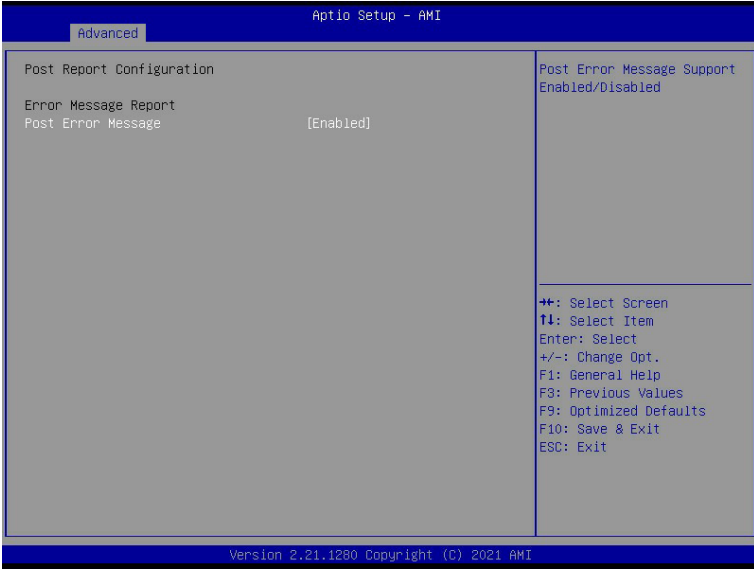 Aptio Setup – AMI
Advanced
Post Report Configuration
Error Message Report
Post Error Message [Enabled]
Post Error Message Support
Enabled/Disabled
→←: Select Screen
↑↓: Select Item
Enter: Select
+/-: Change Opt.
F1: General Help
F3: Previous Values
F9: Optimized Defaults
F10: Save & Exit
ESC: Exit
Version 2.21.1280 Copyright (C) 2021 AMI